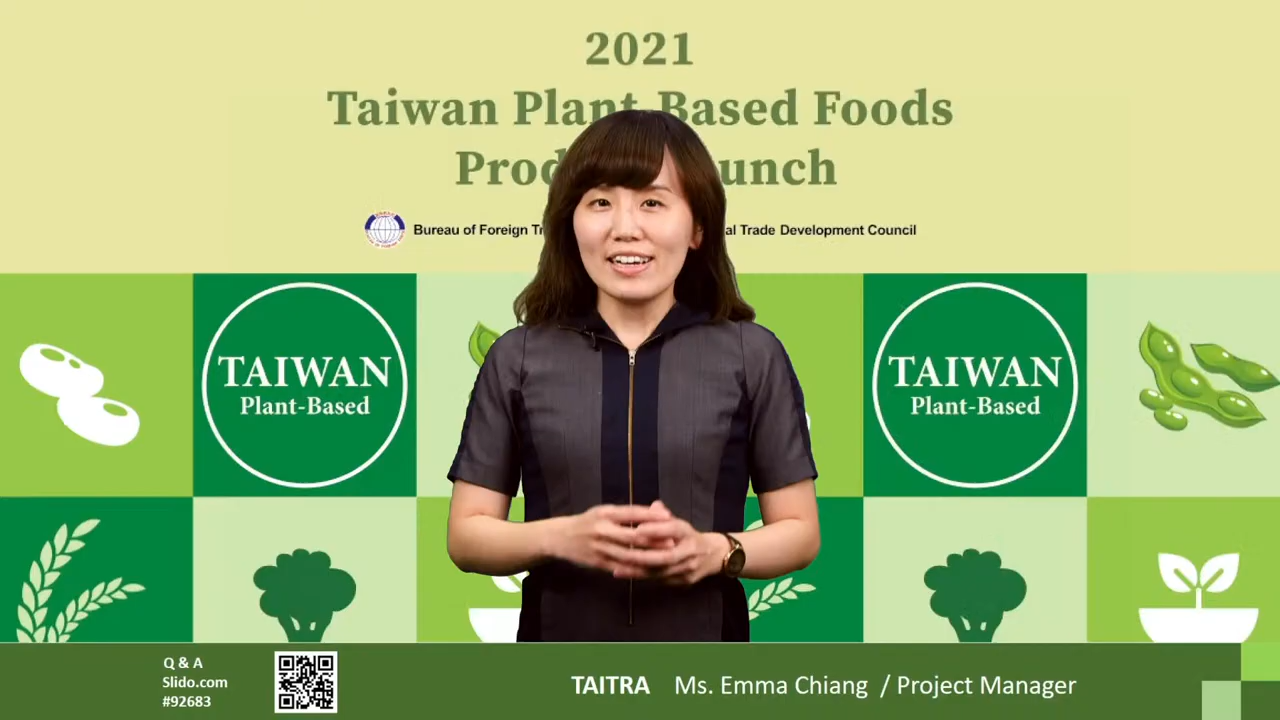 2021
Taiwan Plant-Based Foods
Prod unch
Bureau of Foreign Tr al Trade Development Council
TAIWAN
Plant-Based
TAIWAN
Plant-Based
Q & A
Slido.com
#92683
TAITRA Ms. Emma Chiang / Project Manager